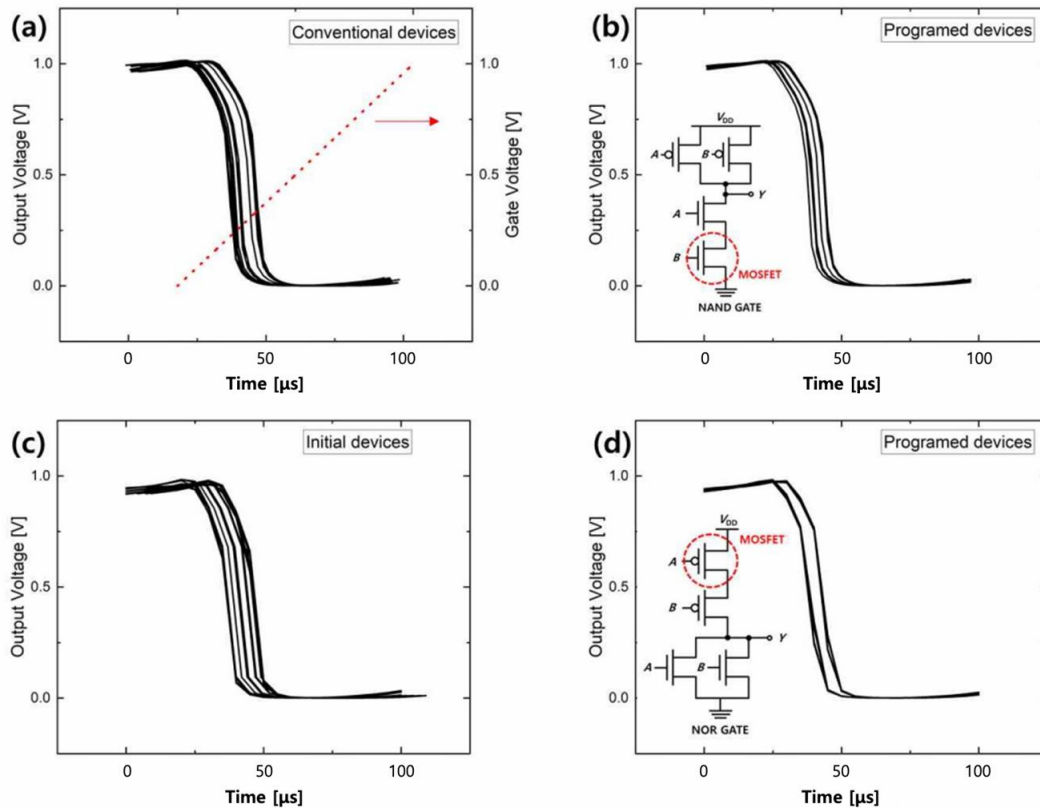 (a)
Conventional devices
1.0
0.5
0.0
Output Voltage [V]
1.0
0.5
0.0
Gate Voltage [V]
0
50
100
Time [μs]
(b)
Programed devices
1.0
0.5
0.0
Output Voltage [V]
VDD
A
B
Y
A
B
MOSFET
NAND GATE
0
50
100
Time [μs]
(c)
Initial devices
1.0
0.5
0.0
Output Voltage [V]
0
50
100
Time [μs]
(d)
Programed devices
1.0
0.5
0.0
Output Voltage [V]
VDD
MOSFET
A
B
Y
A
B
NOR GATE
0
50
100
Time [μs]